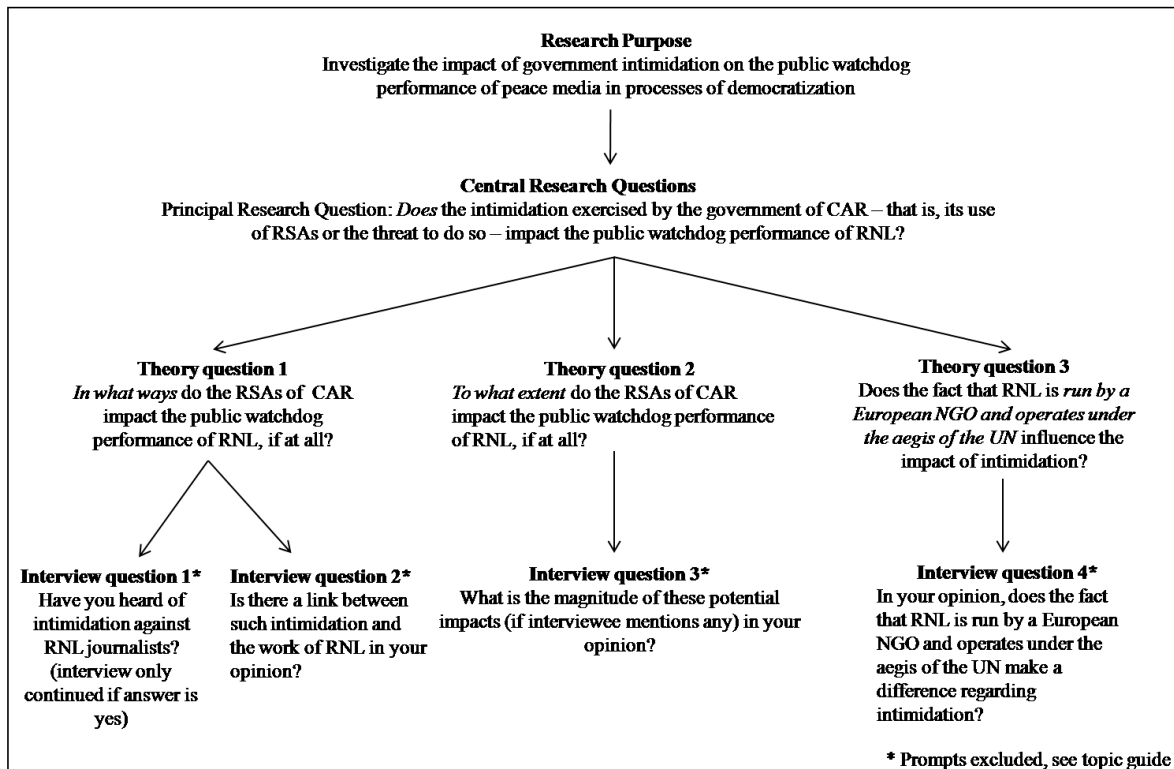 Research Purpose
Investigate the impact of government intimidation on the public watchdog
performance of peace media in processes of democratization
Central Research Questions
Principal Research Question: Does the intimidation exercised by the government of CAR – that is, its use
of RSAs or the threat to do so – impact the public watchdog performance of RNL?
Theory question 1
In what ways do the RSAs of CAR
impact the public watchdog
performance of RNL, if at all?
Theory question 2
To what extent do the RSAs of CAR
impact the public watchdog performance
of RNL, if at all?
Theory question 3
Does the fact that RNL is run by a
European NGO and operates under
the aegis of the UN influence the
impact of intimidation?
Interview question 1*
Have you heard of
intimidation against
RNL journalists?
(interview only
continued if answer is
yes)
Interview question 2*
Is there a link between
such intimidation and
the work of RNL in your
opinion?
Interview question 3*
What is the magnitude of these potential
impacts (if interviewee mentions any) in your
opinion?
Interview question 4*
In your opinion, does the fact
that RNL is run by a European
NGO and operates under the
aegis of the UN make a
difference regarding
intimidation?
* Prompts excluded, see topic guide